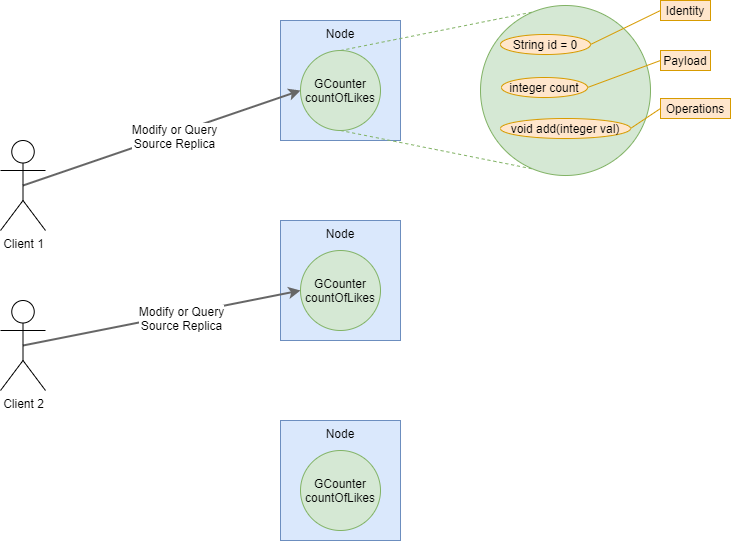 Identity
Node
String id = 0
Payload
GCounter
countOfLikes
integer count
Operations
Modify or Query
Source Replica
void add(integer val)
Client 1
Node
GCounter
countOfLikes
Modify or Query
Source Replica
Client 2
Node
GCounter
countOfLikes